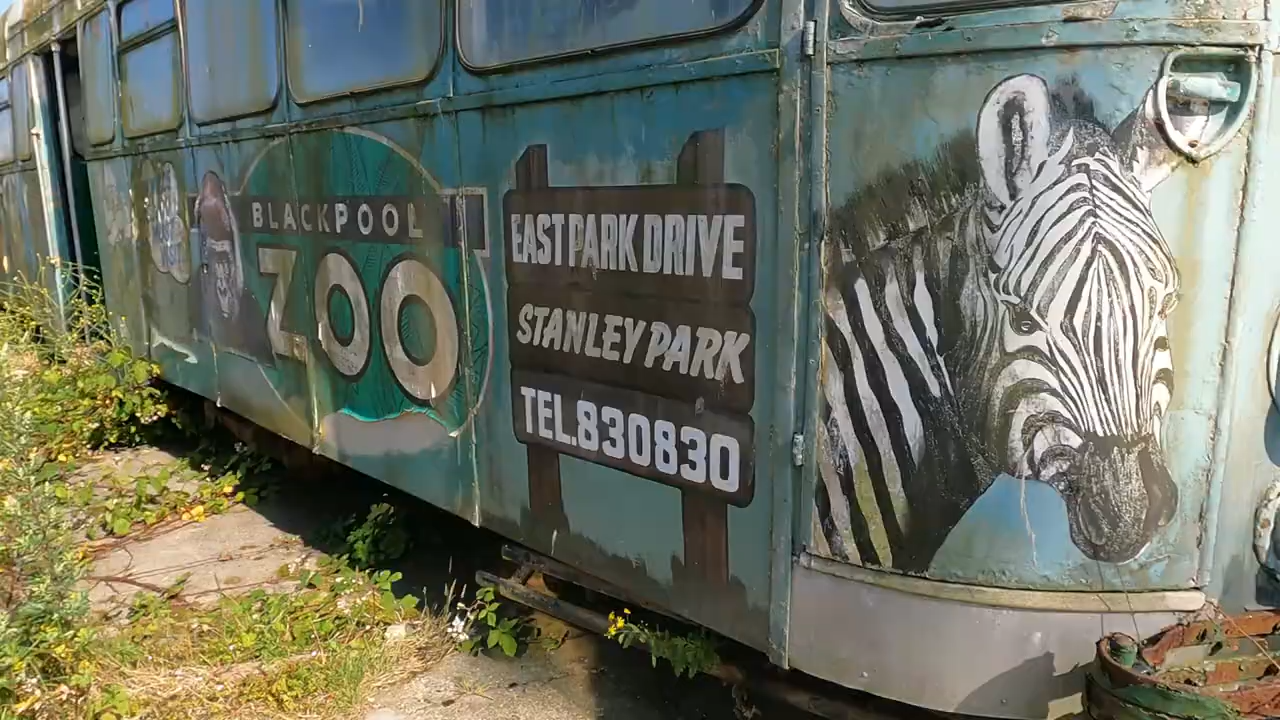 BLACKPOOL
ZOO
EAST PARK DRIVE
STANLEY PARK
TEL.830830